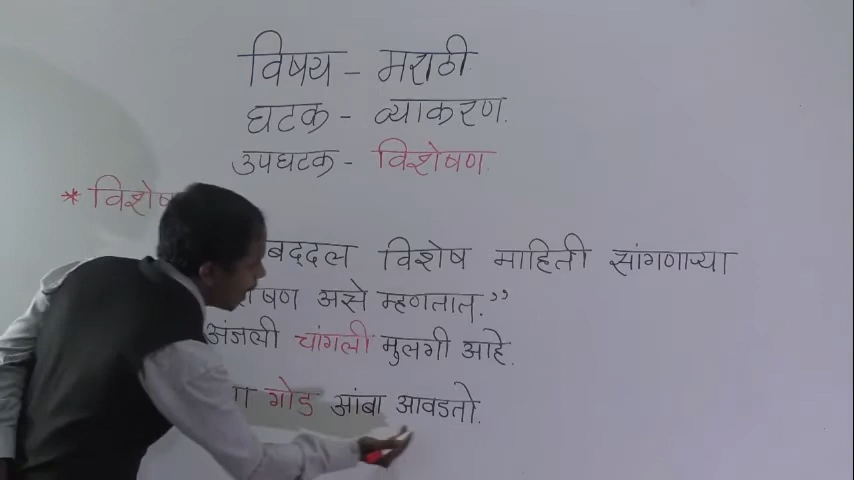 विषय - मराठी
घटक - व्याकरण.
उपघटक - विशेषण.
* विशेष
बद्दल विशेष माहिती सांगणाऱ्या
षण असे म्हणतात.”
अंजली चांगली मुलगी आहे.
गोड आंबा आवडतो.